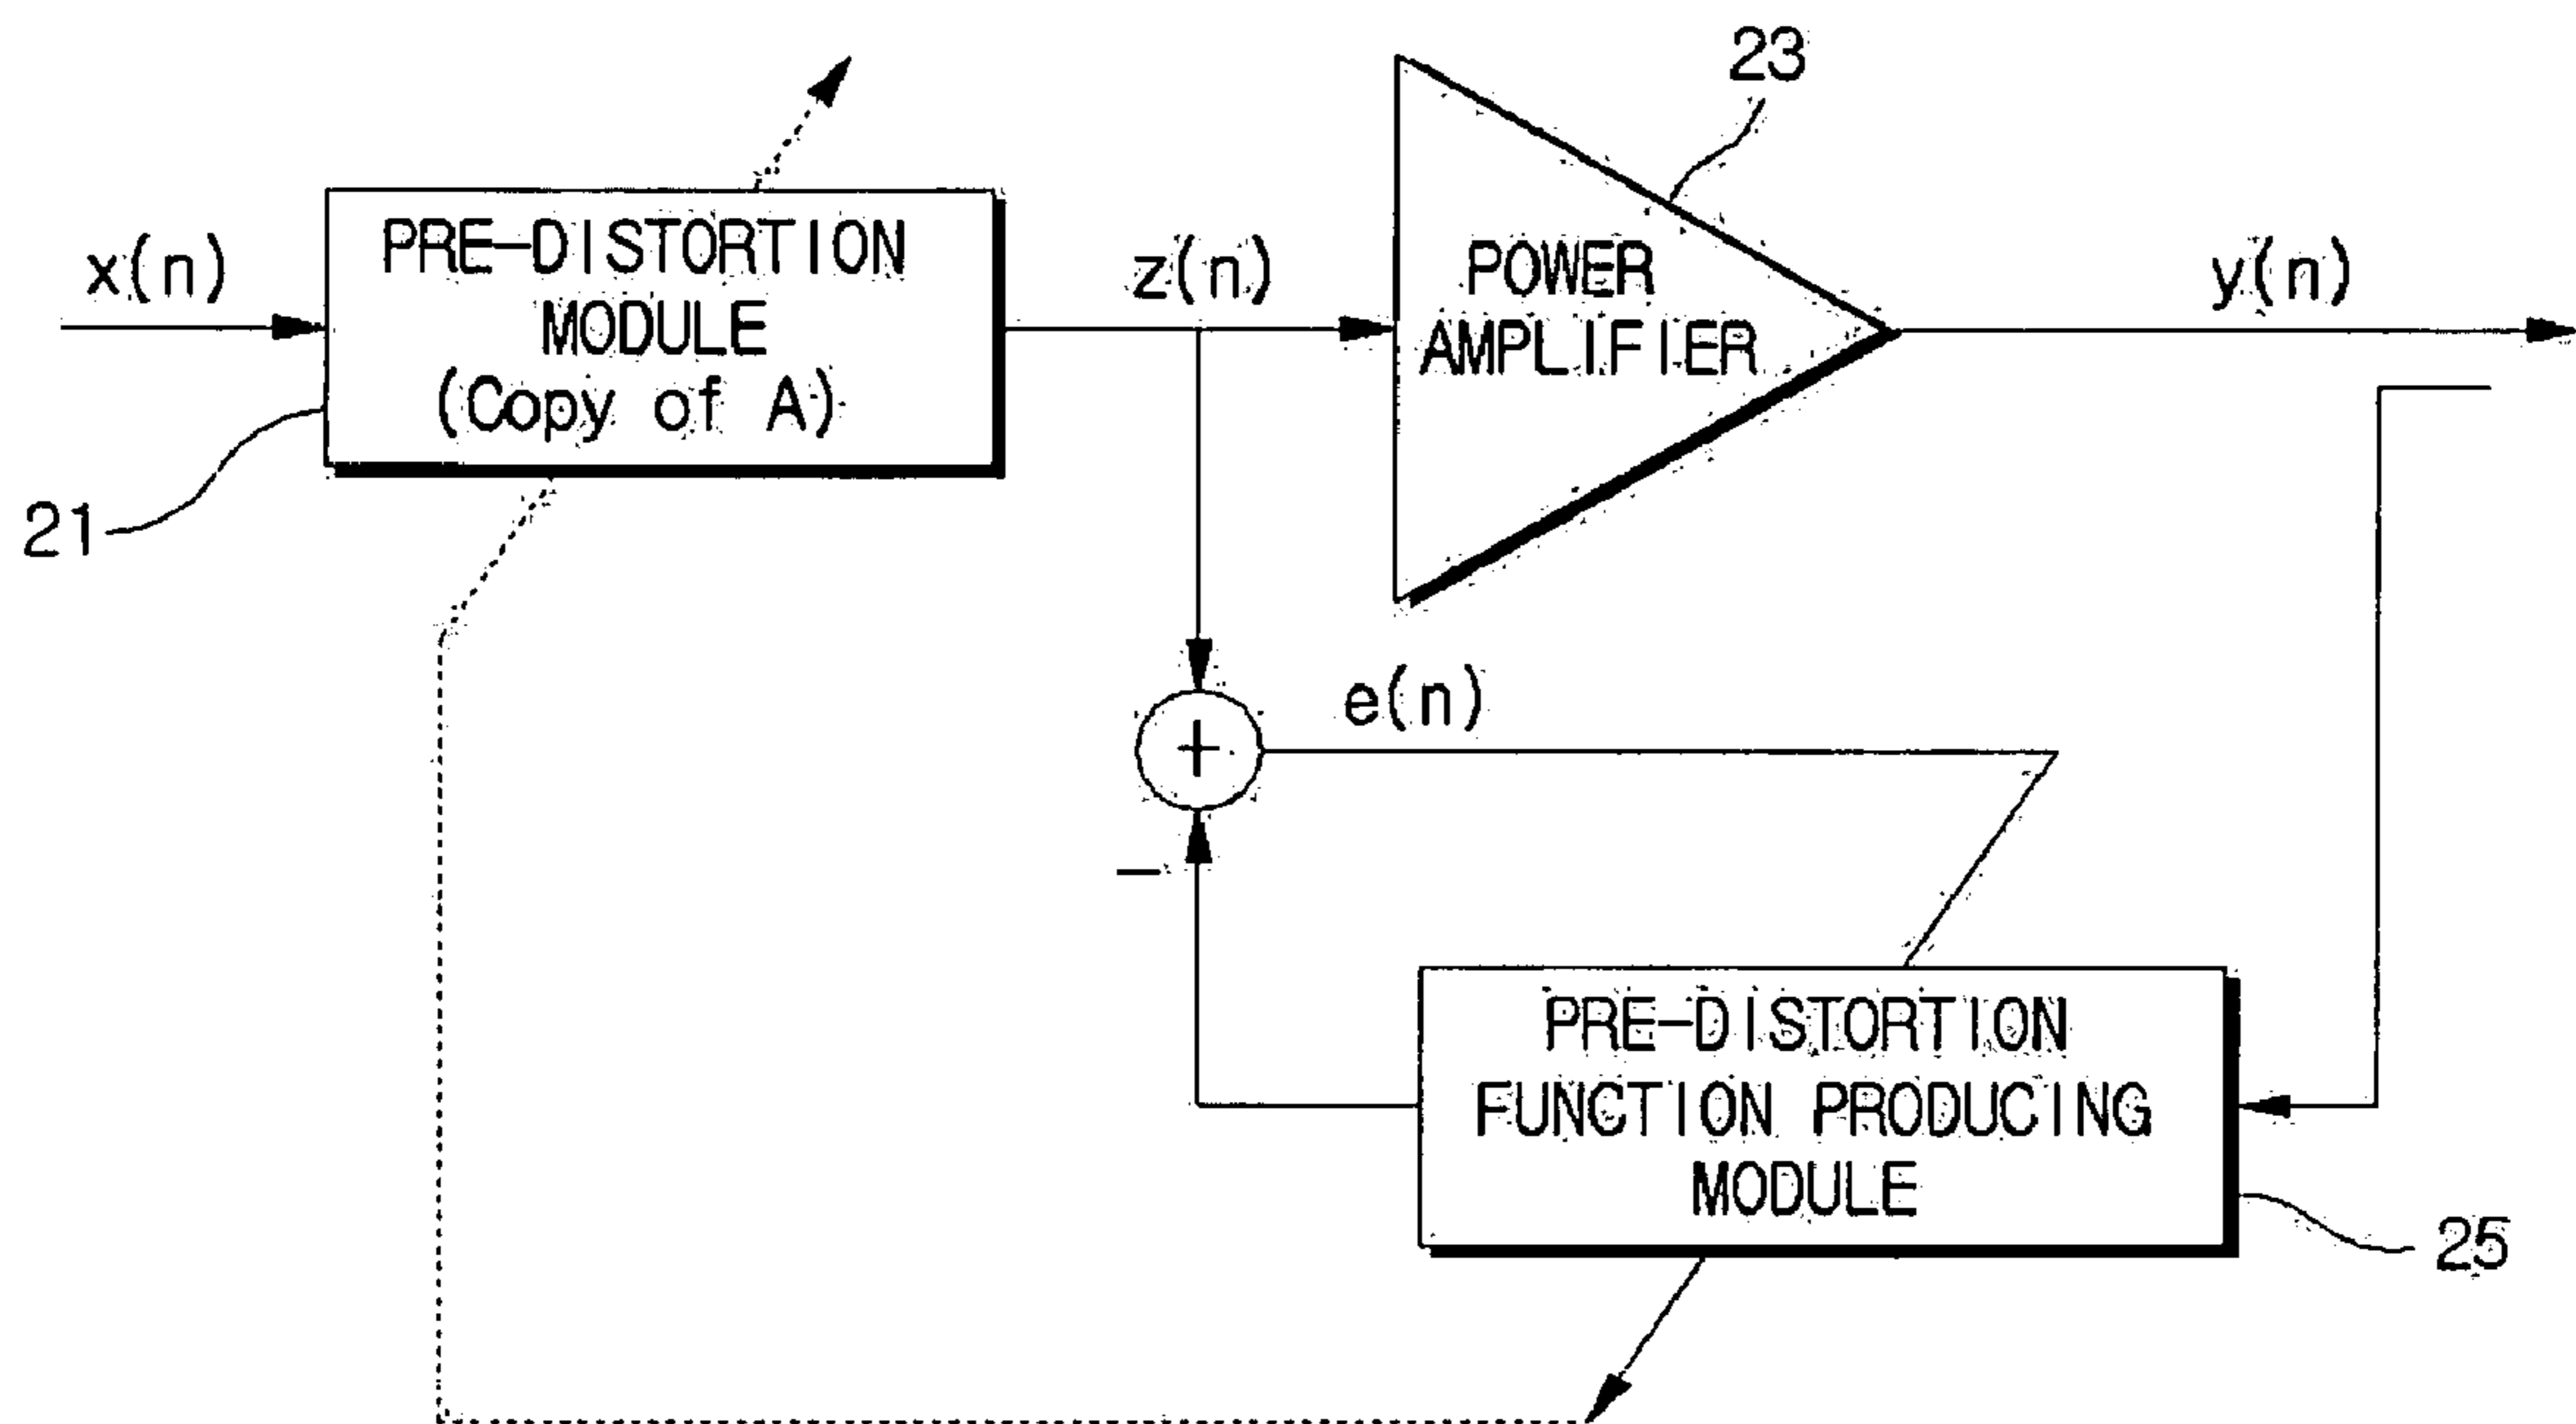 23
x(n)
PRE-DISTORTION
MODULE
(Copy of A)
z(n)
POWER
AMPLIFIER
y(n)
21
+
e(n)
−
PRE-DISTORTION
FUNCTION PRODUCING
MODULE
25